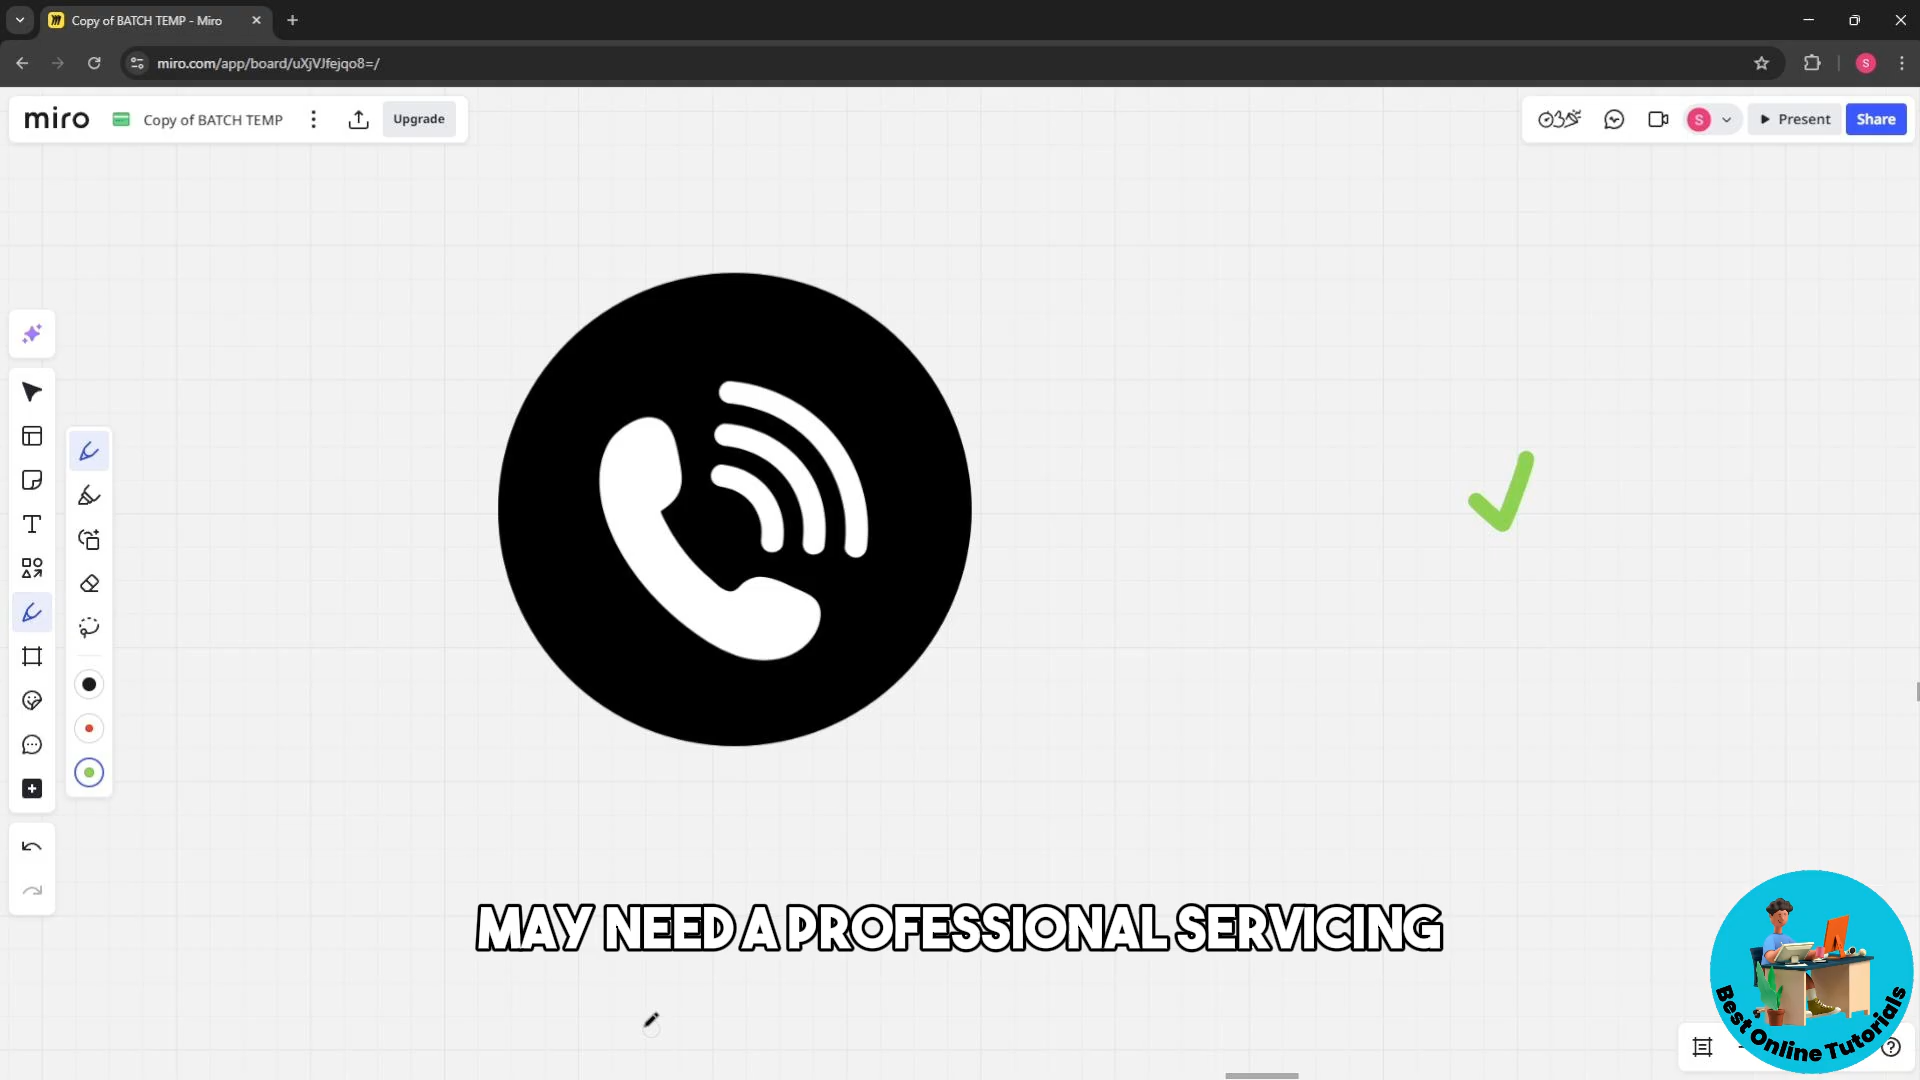 Copy of BATCH TEMP - Miro
miro.com/app/board/uXjVJfejqo8=/
S
miro
Copy of BATCH TEMP
Upgrade
S
Present
Share
MAY NEED A PROFESSIONAL SERVICING
Best Online Tutorials